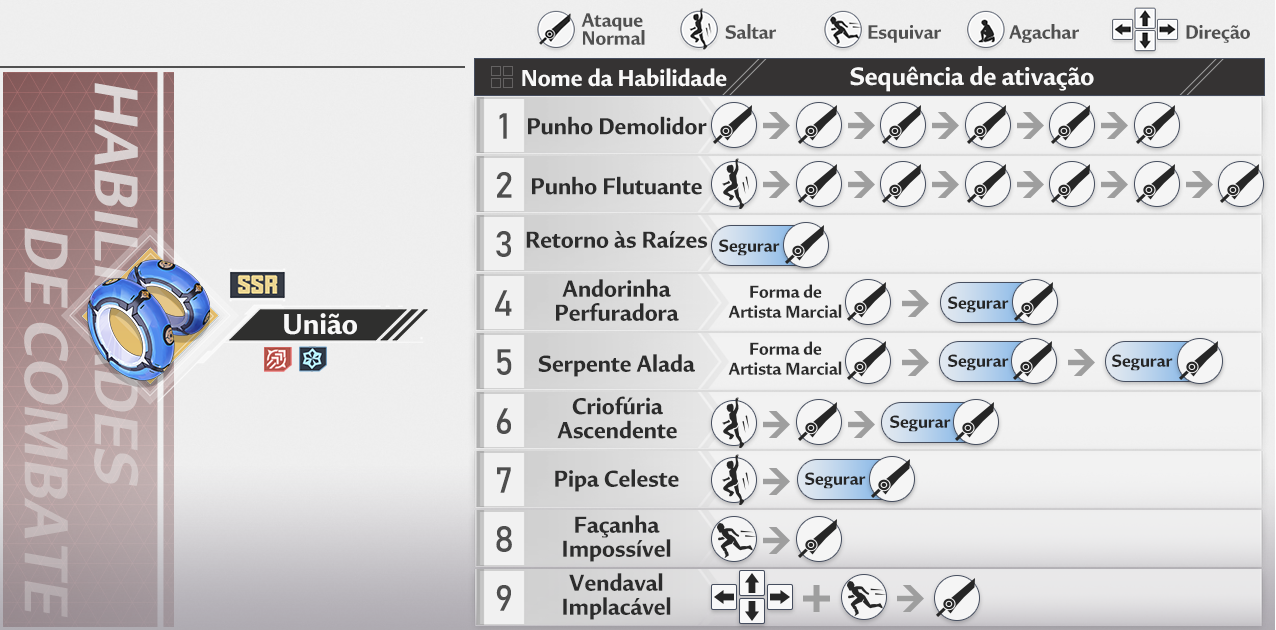 Ataque
Normal
Saltar
Esquivar
Agachar
Direção
HABILIDADES
DE COMBATE
SSR
União
Nome da Habilidade
Sequência de ativação
1 Punho Demolidor
2 Punho Flutuante
3 Retorno às Raízes Segurar
4 Andorinha
Perfuradora
Forma de
Artista Marcial
Segurar
5 Serpente Alada
Forma de
Artista Marcial
Segurar Segurar
6 Criofúria
Ascendente
Segurar
7 Pipa Celeste Segurar
8 Façanha
Impossível
9 Vendaval
Implacável